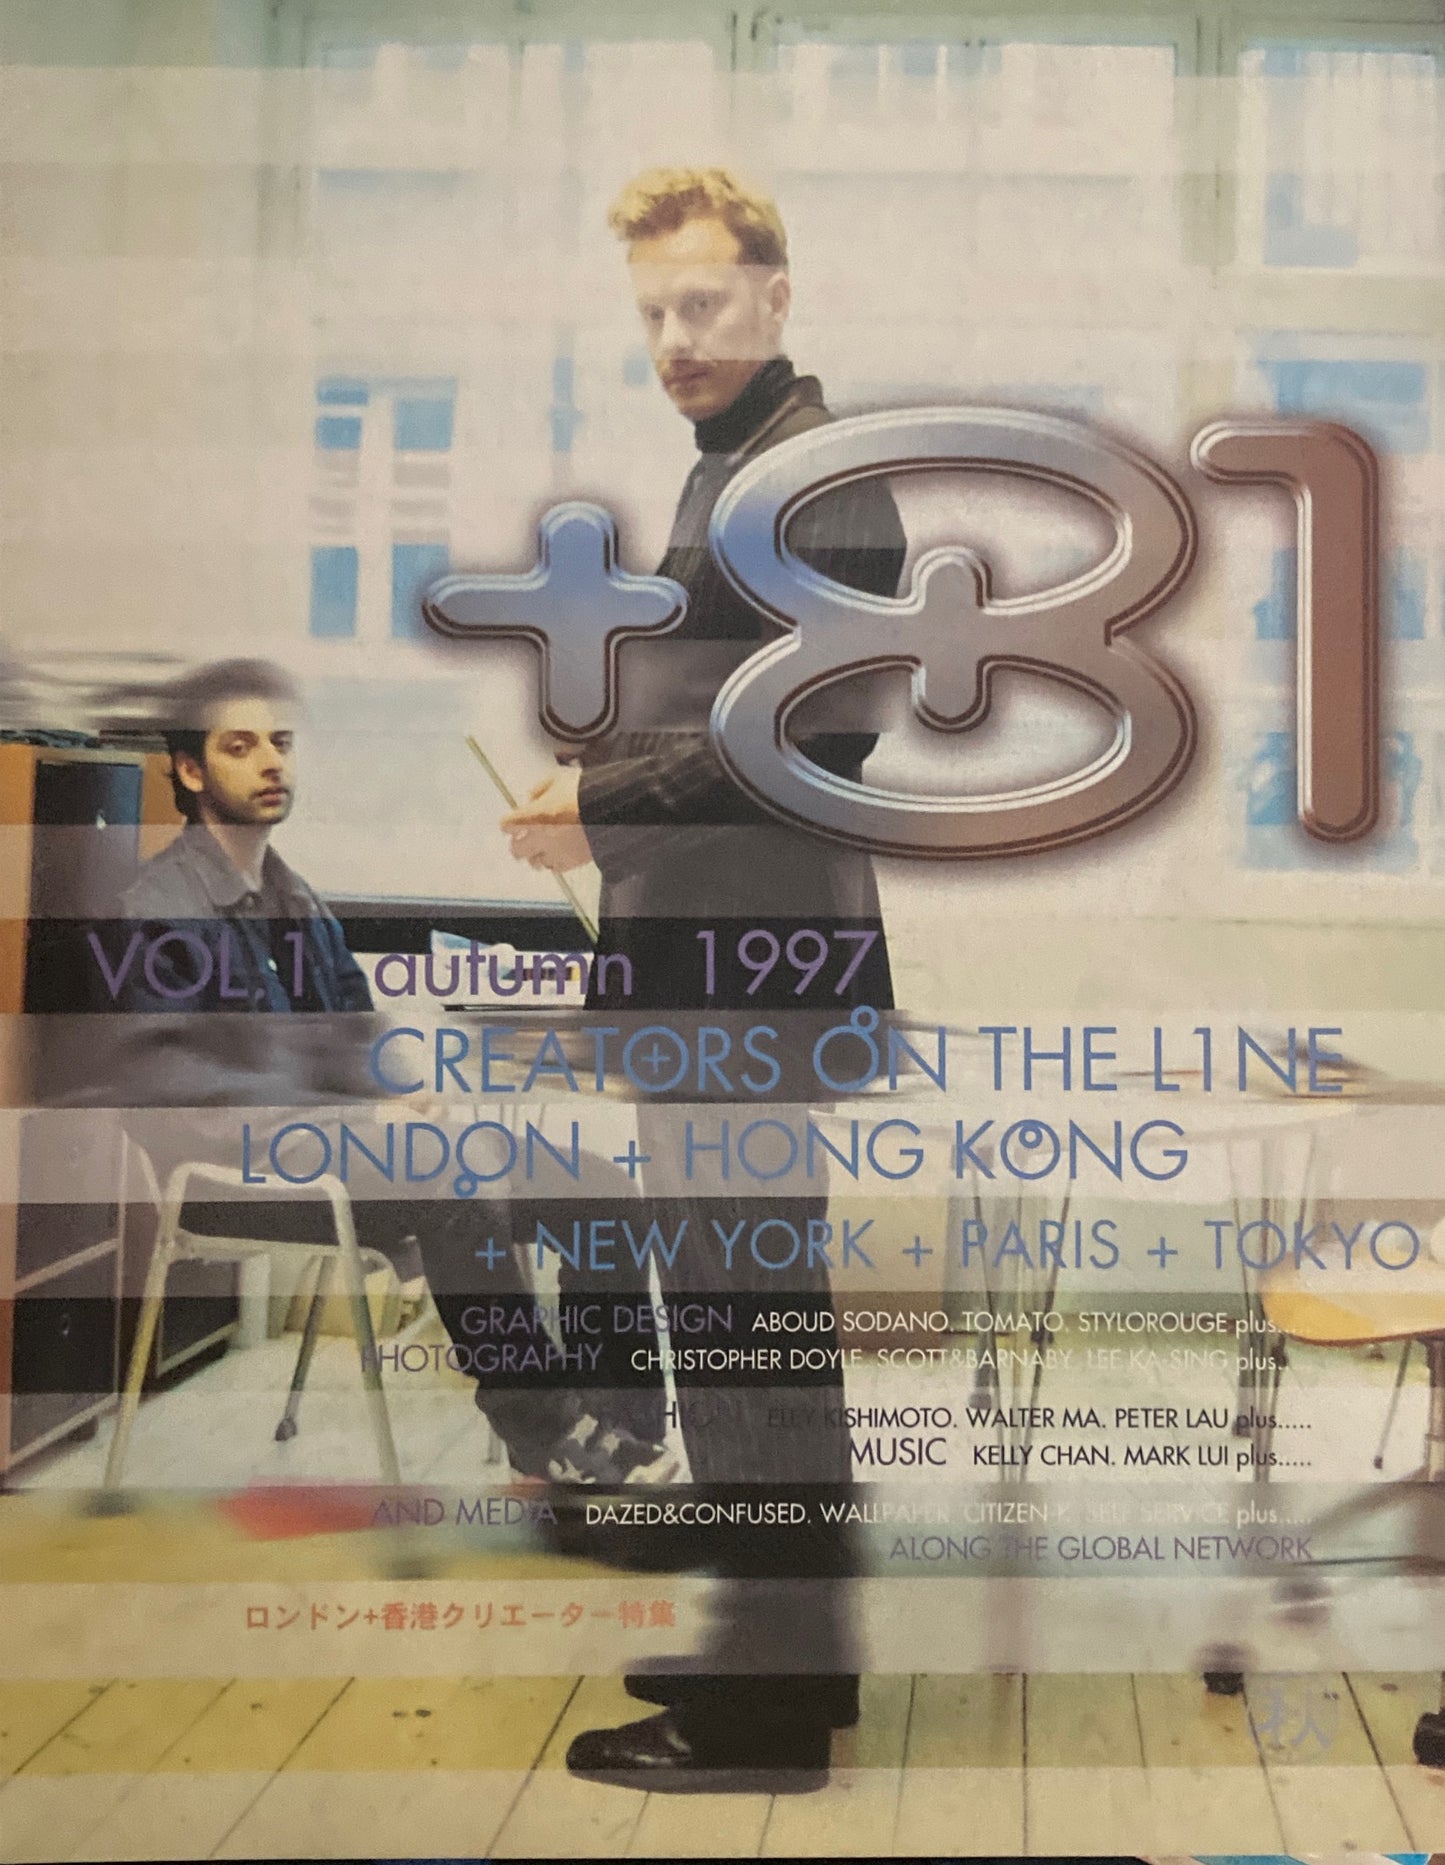 +81
VOL.1 autumn 1997
CREATORS ON THE L1NE
LONDON + HONG KONG
+ NEW YORK + PARIS + TOKYO
GRAPHIC DESIGN ABOUD SODANO. TOMATO. STYLOROUGE plus.....
PHOTOGRAPHY CHRISTOPHER DOYLE. SCOTT&BARNABY. LEE KA-SING plus.....
FASHION ELEY KISHIMOTO. WALTER MA. PETER LAU plus.....
MUSIC KELLY CHAN. MARK LUI plus.....
AND MEDIA DAZED&CONFUSED. WALLPAPER. CITIZEN K. SELF SERVICE plus.....
ALONG THE GLOBAL NETWORK
ロンドン+香港クリエーター特集
秋